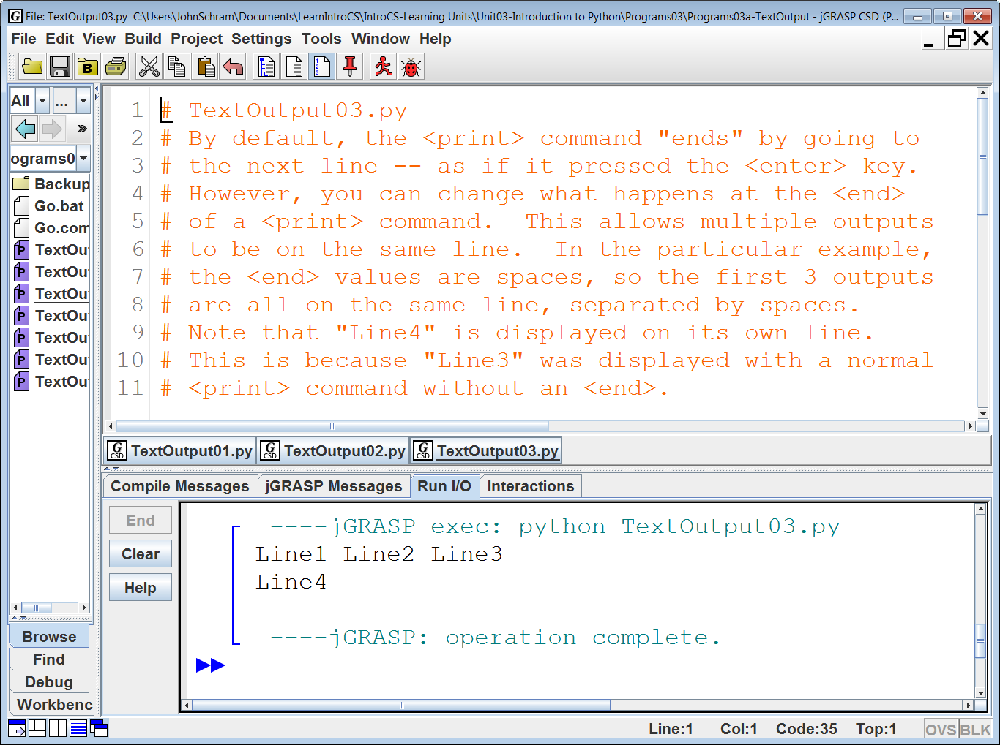 File: TextOutput03.py  C:\Users\JohnSchram\Documents\LearnIntroCS\IntroCS-Learning Units\Unit03-Introduction to Python\Programs03\Programs03a-TextOutput - jGRASP CSD (P...
File Edit View Build Project Settings Tools Window Help
All ...
ograms0
Backup
Go.bat
Go.com
TextOu
TextOu
TextOu
TextOu
TextOu
TextOu
TextOu
Browse
Find
Debug
Workbenc
1 # TextOutput03.py
2 # By default, the <print> command "ends" by going to
3 # the next line -- as if it pressed the <enter> key.
4 # However, you can change what happens at the <end>
5 # of a <print> command.  This allows multiple outputs
6 # to be on the same line.  In the particular example,
7 # the <end> values are spaces, so the first 3 outputs
8 # are all on the same line, separated by spaces.
9 # Note that "Line4" is displayed on its own line.
10 # This is because "Line3" was displayed with a normal
11 # <print> command without an <end>.
TextOutput01.py TextOutput02.py TextOutput03.py
Compile Messages jGRASP Messages Run I/O Interactions
End
Clear
Help
----jGRASP exec: python TextOutput03.py
Line1 Line2 Line3
Line4
----jGRASP: operation complete.
Line:1 Col:1 Code:35 Top:1 OVS BLK